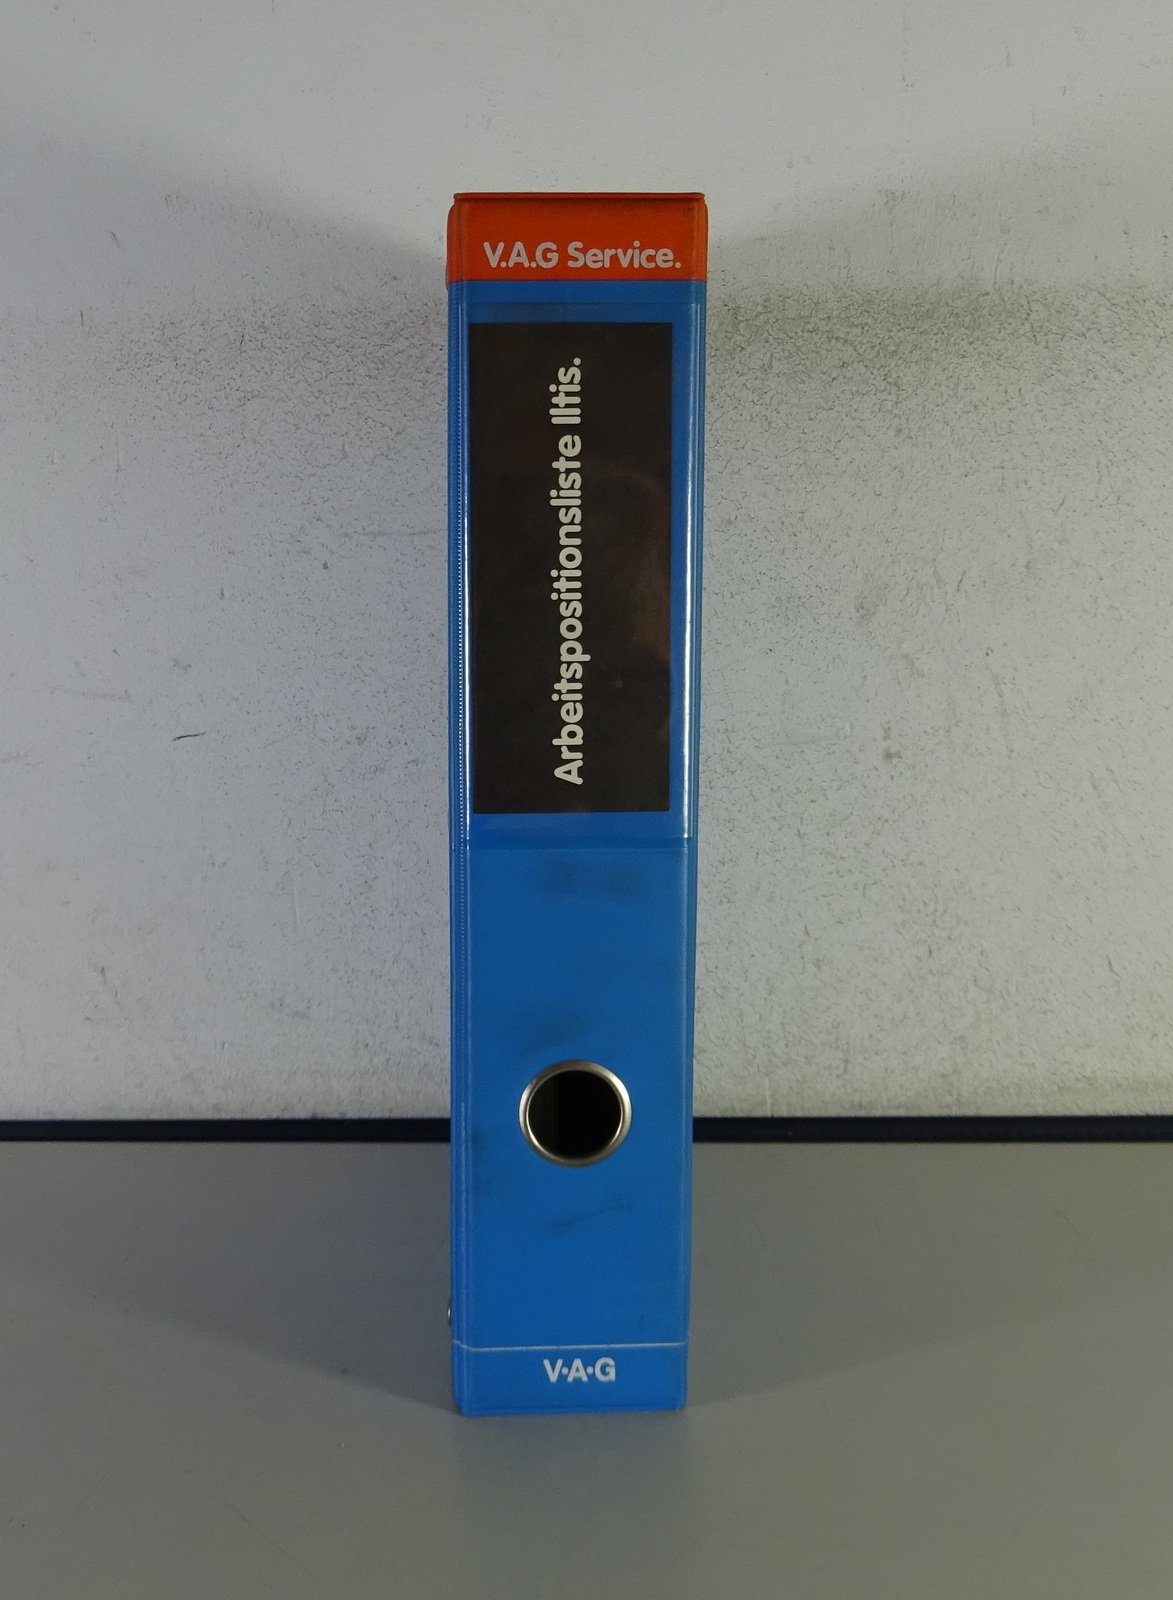 V.A.G Service.
Arbeitspositionsliste Iltis.
V·A·G